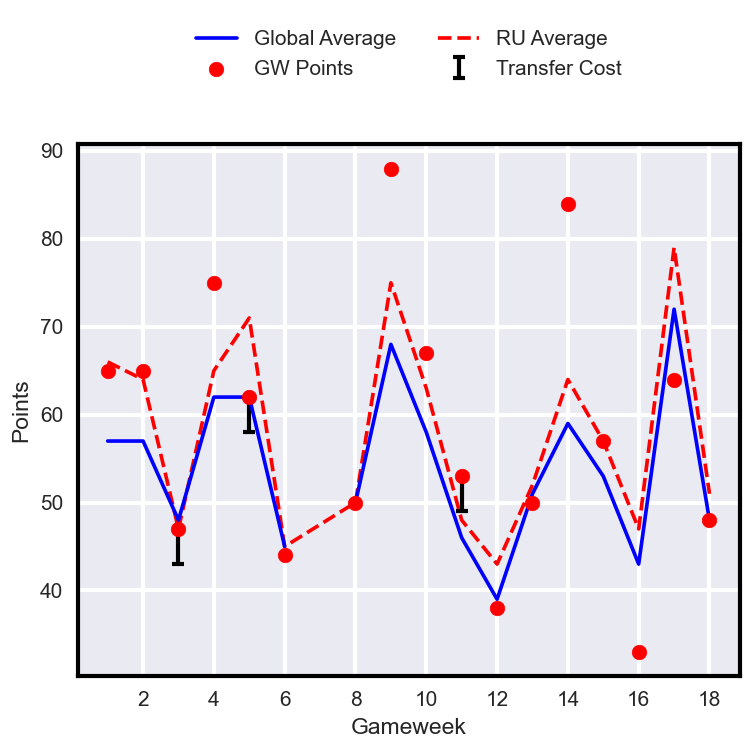 Global Average
RU Average
GW Points
Transfer Cost
90
80
70
60
50
40
Points
2 4 6 8 10 12 14 16 18
Gameweek